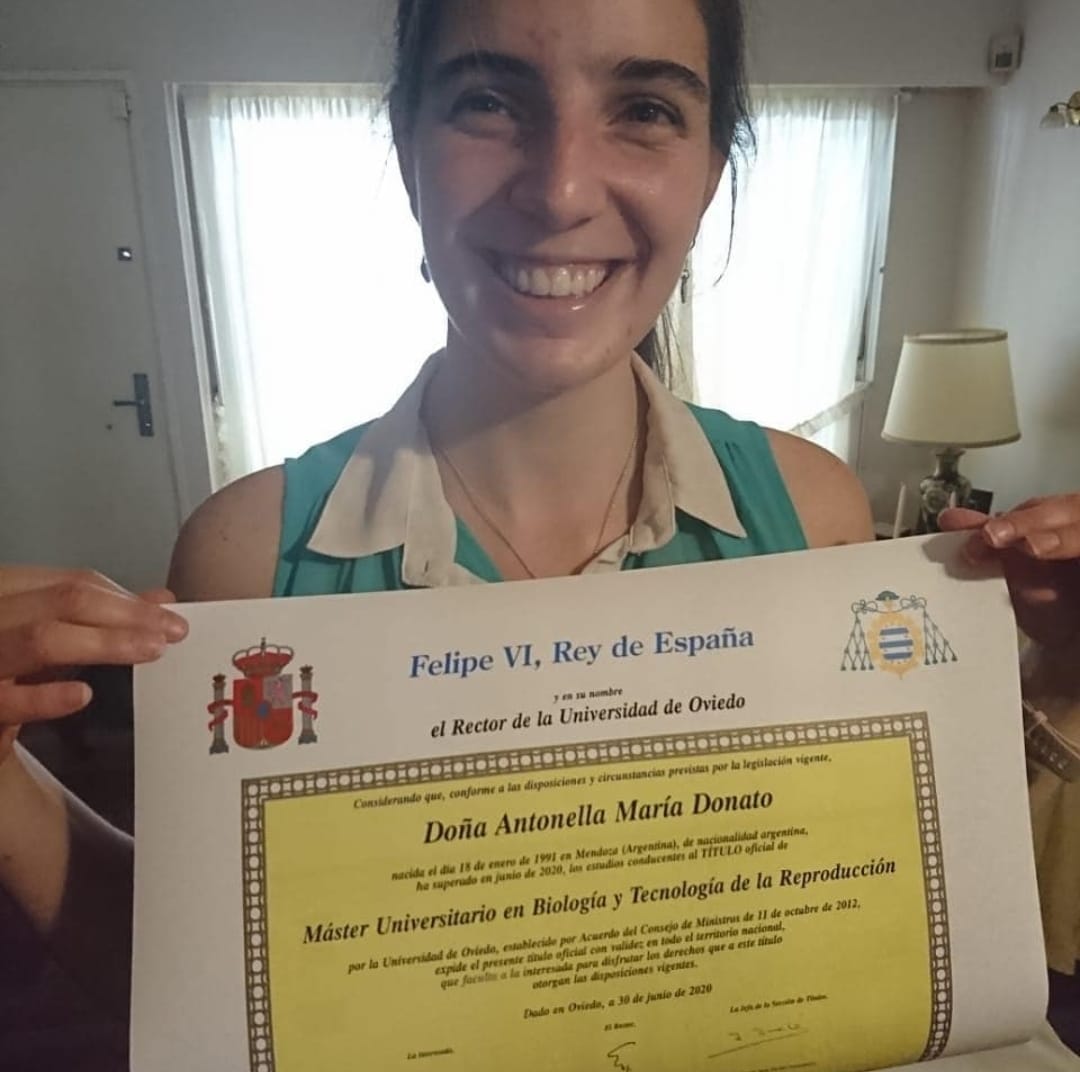 Felipe VI, Rey de España
y en su nombre
el Rector de la Universidad de Oviedo
Considerando que, conforme a las disposiciones y circunstancias previstas por la legislación vigente,
Doña Antonella María Donato
nacida el día 18 de enero de 1991 en Mendoza (Argentina), de nacionalidad argentina,
ha superado en junio de 2020, los estudios conducentes al TÍTULO oficial de
Máster Universitario en Biología y Tecnología de la Reproducción
por la Universidad de Oviedo, establecido por Acuerdo del Consejo de Ministros de 11 de octubre de 2012,
expide el presente título oficial con validez en todo el territorio nacional,
que faculta a la interesada para disfrutar los derechos que a este título
otorgan las disposiciones vigentes.
Dado en Oviedo, a 30 de junio de 2020
La interesada,
El Rector,
La Jefa de la Sección de Títulos,